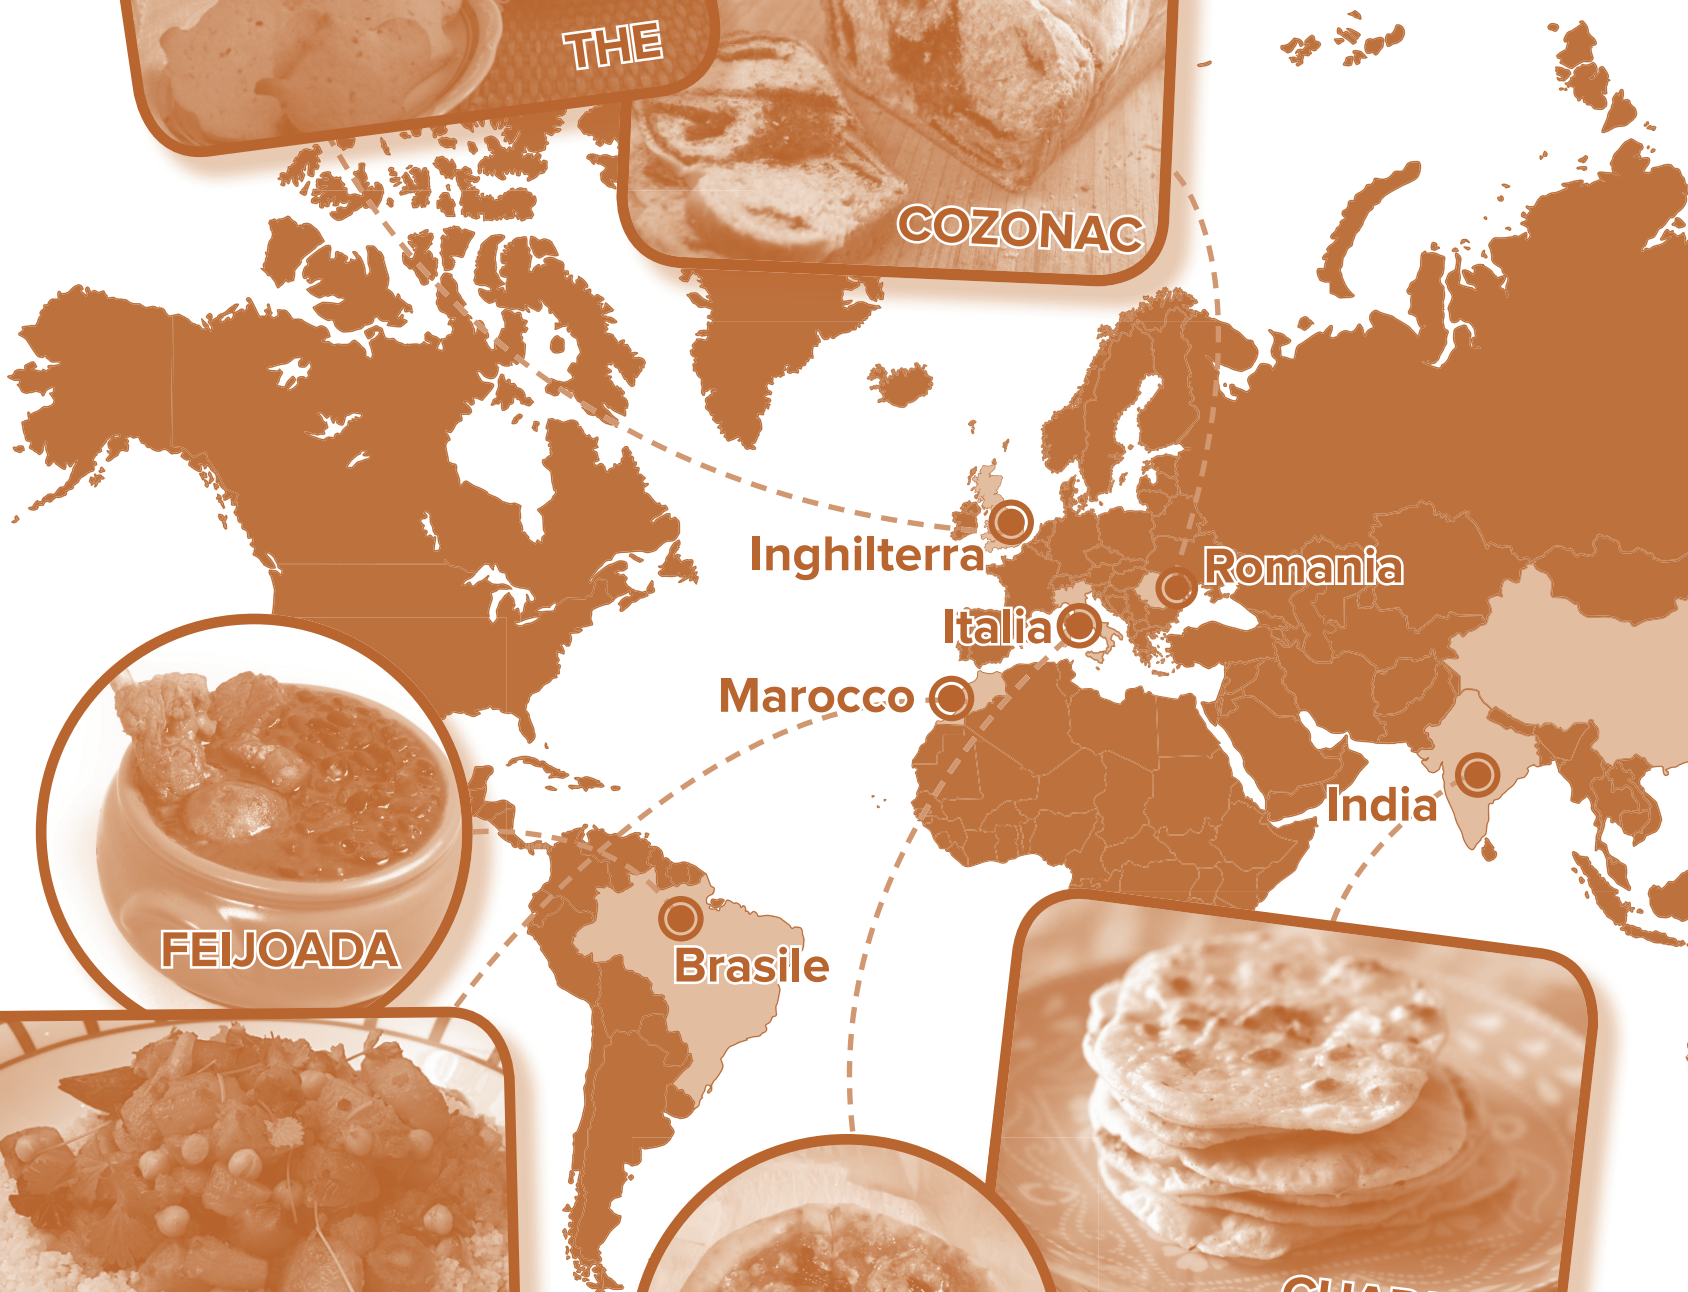 THE
COZONAC
Inghilterra
Romania
Italia
Marocco
India
FEIJOADA
Brasile